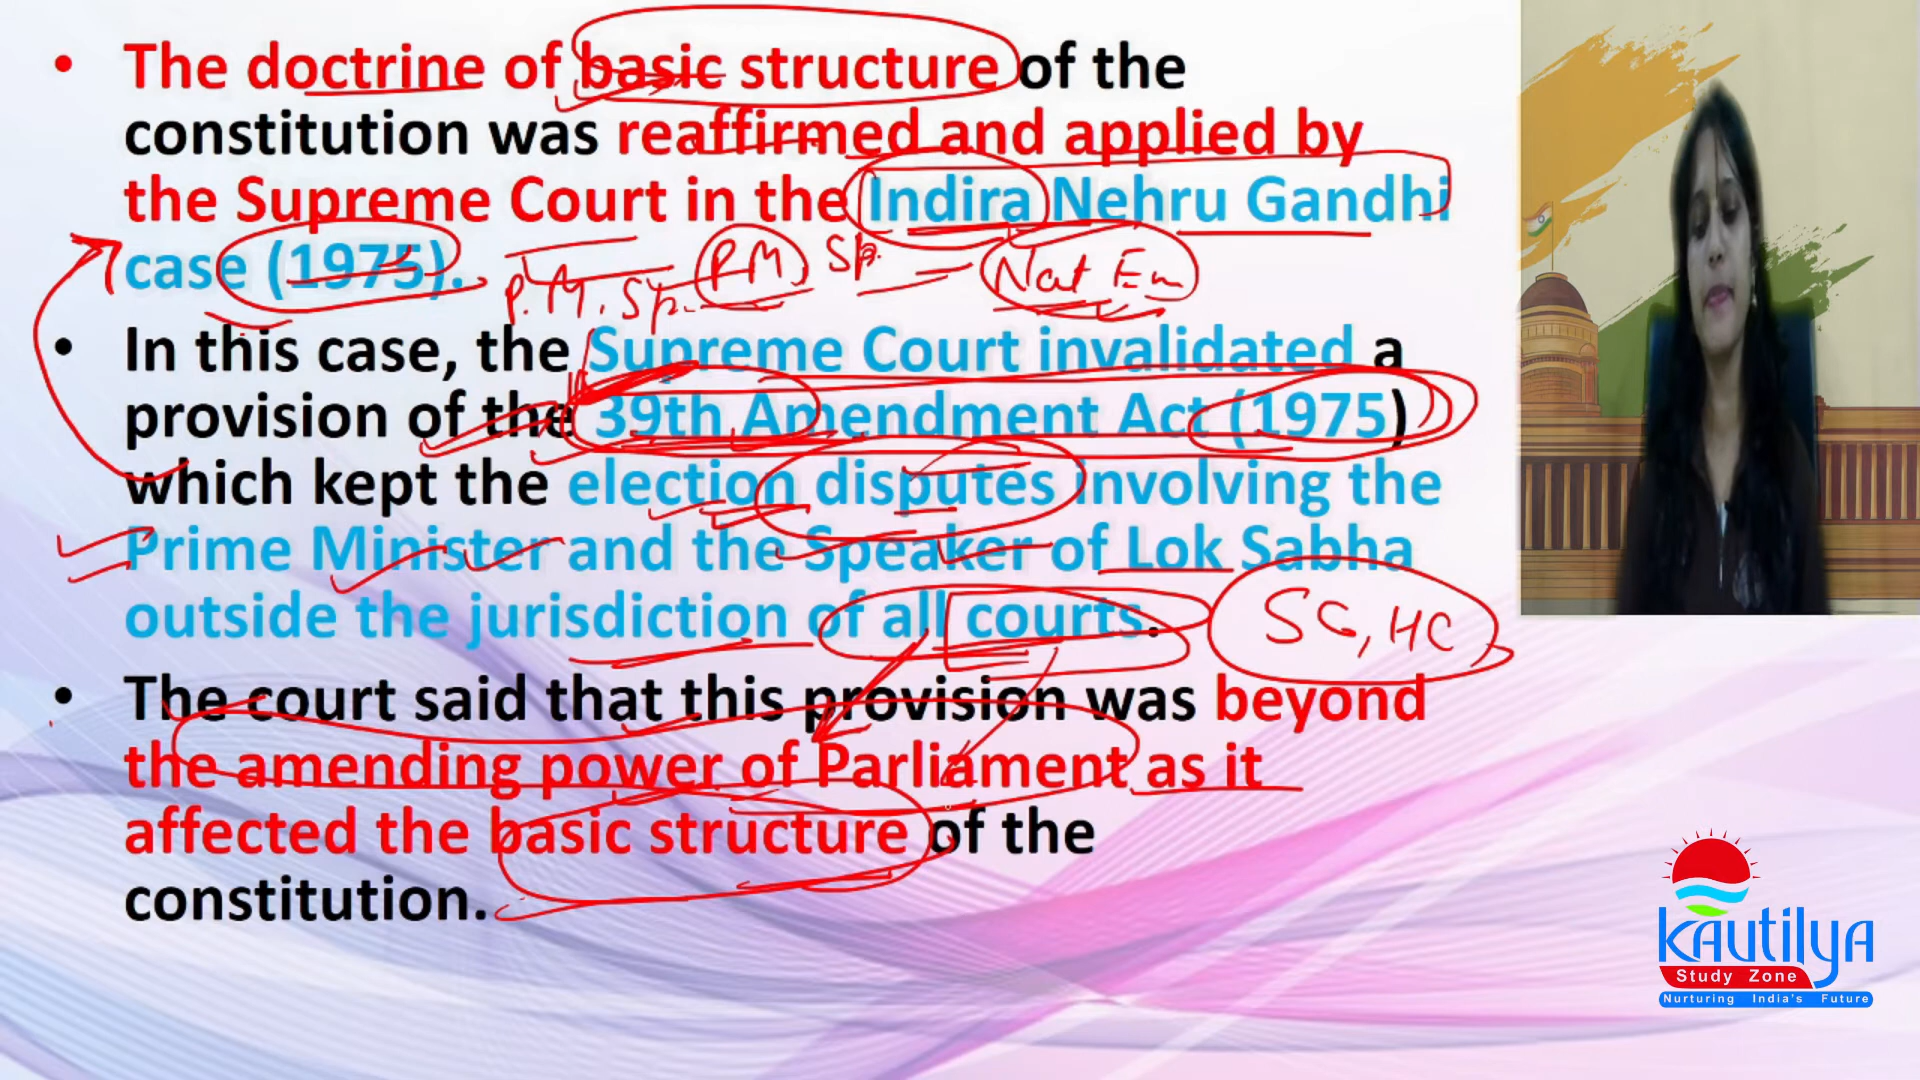 • The doctrine of basic structure of the
constitution was reaffirmed and applied by
the Supreme Court in the Indira Nehru Gandhi
case (1975).
P.M. Sp. PM Sp. Nat Em
• In this case, the Supreme Court invalidated a
provision of the 39th Amendment Act (1975)
which kept the election disputes involving the
Prime Minister and the Speaker of Lok Sabha
outside the jurisdiction of all courts.
SC, HC
• The court said that this provision was beyond
the amending power of Parliament as it
affected the basic structure of the
constitution.
Kautilya
Study Zone
Nurturing India's Future